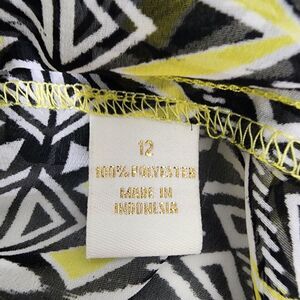 12
100% POLYESTER
MADE IN
INDONESIA